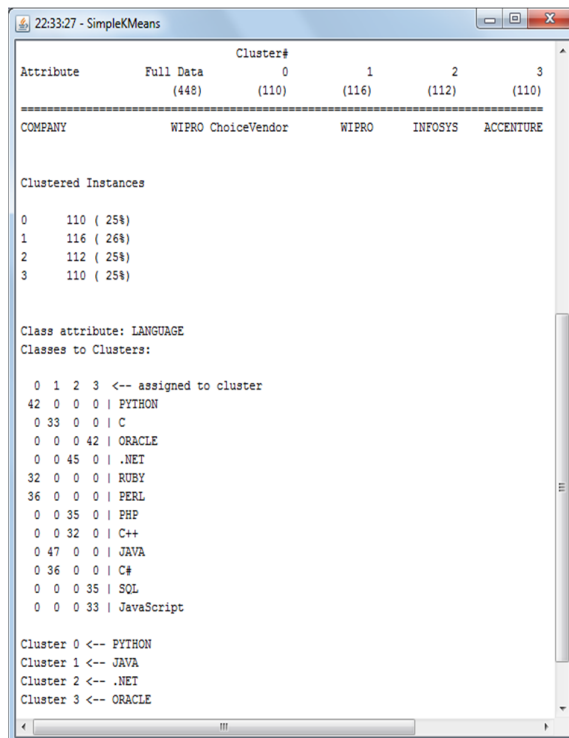 22:33:27 - SimpleKMeans
Cluster#
Attribute Full Data 0 1 2 3
(448) (110) (116) (112) (110)
==========================================================================
COMPANY WIPRO ChoiceVendor WIPRO INFOSYS ACCENTURE
Clustered Instances
0 110 ( 25%)
1 116 ( 26%)
2 112 ( 25%)
3 110 ( 25%)
Class attribute: LANGUAGE
Classes to Clusters:
0 1 2 3 <-- assigned to cluster
42 0 0 0 | PYTHON
0 33 0 0 | C
0 0 0 42 | ORACLE
0 0 45 0 | .NET
32 0 0 0 | RUBY
36 0 0 0 | PERL
0 0 35 0 | PHP
0 0 32 0 | C++
0 47 0 0 | JAVA
0 36 0 0 | C#
0 0 0 35 | SQL
0 0 0 33 | JavaScript
Cluster 0 <-- PYTHON
Cluster 1 <-- JAVA
Cluster 2 <-- .NET
Cluster 3 <-- ORACLE